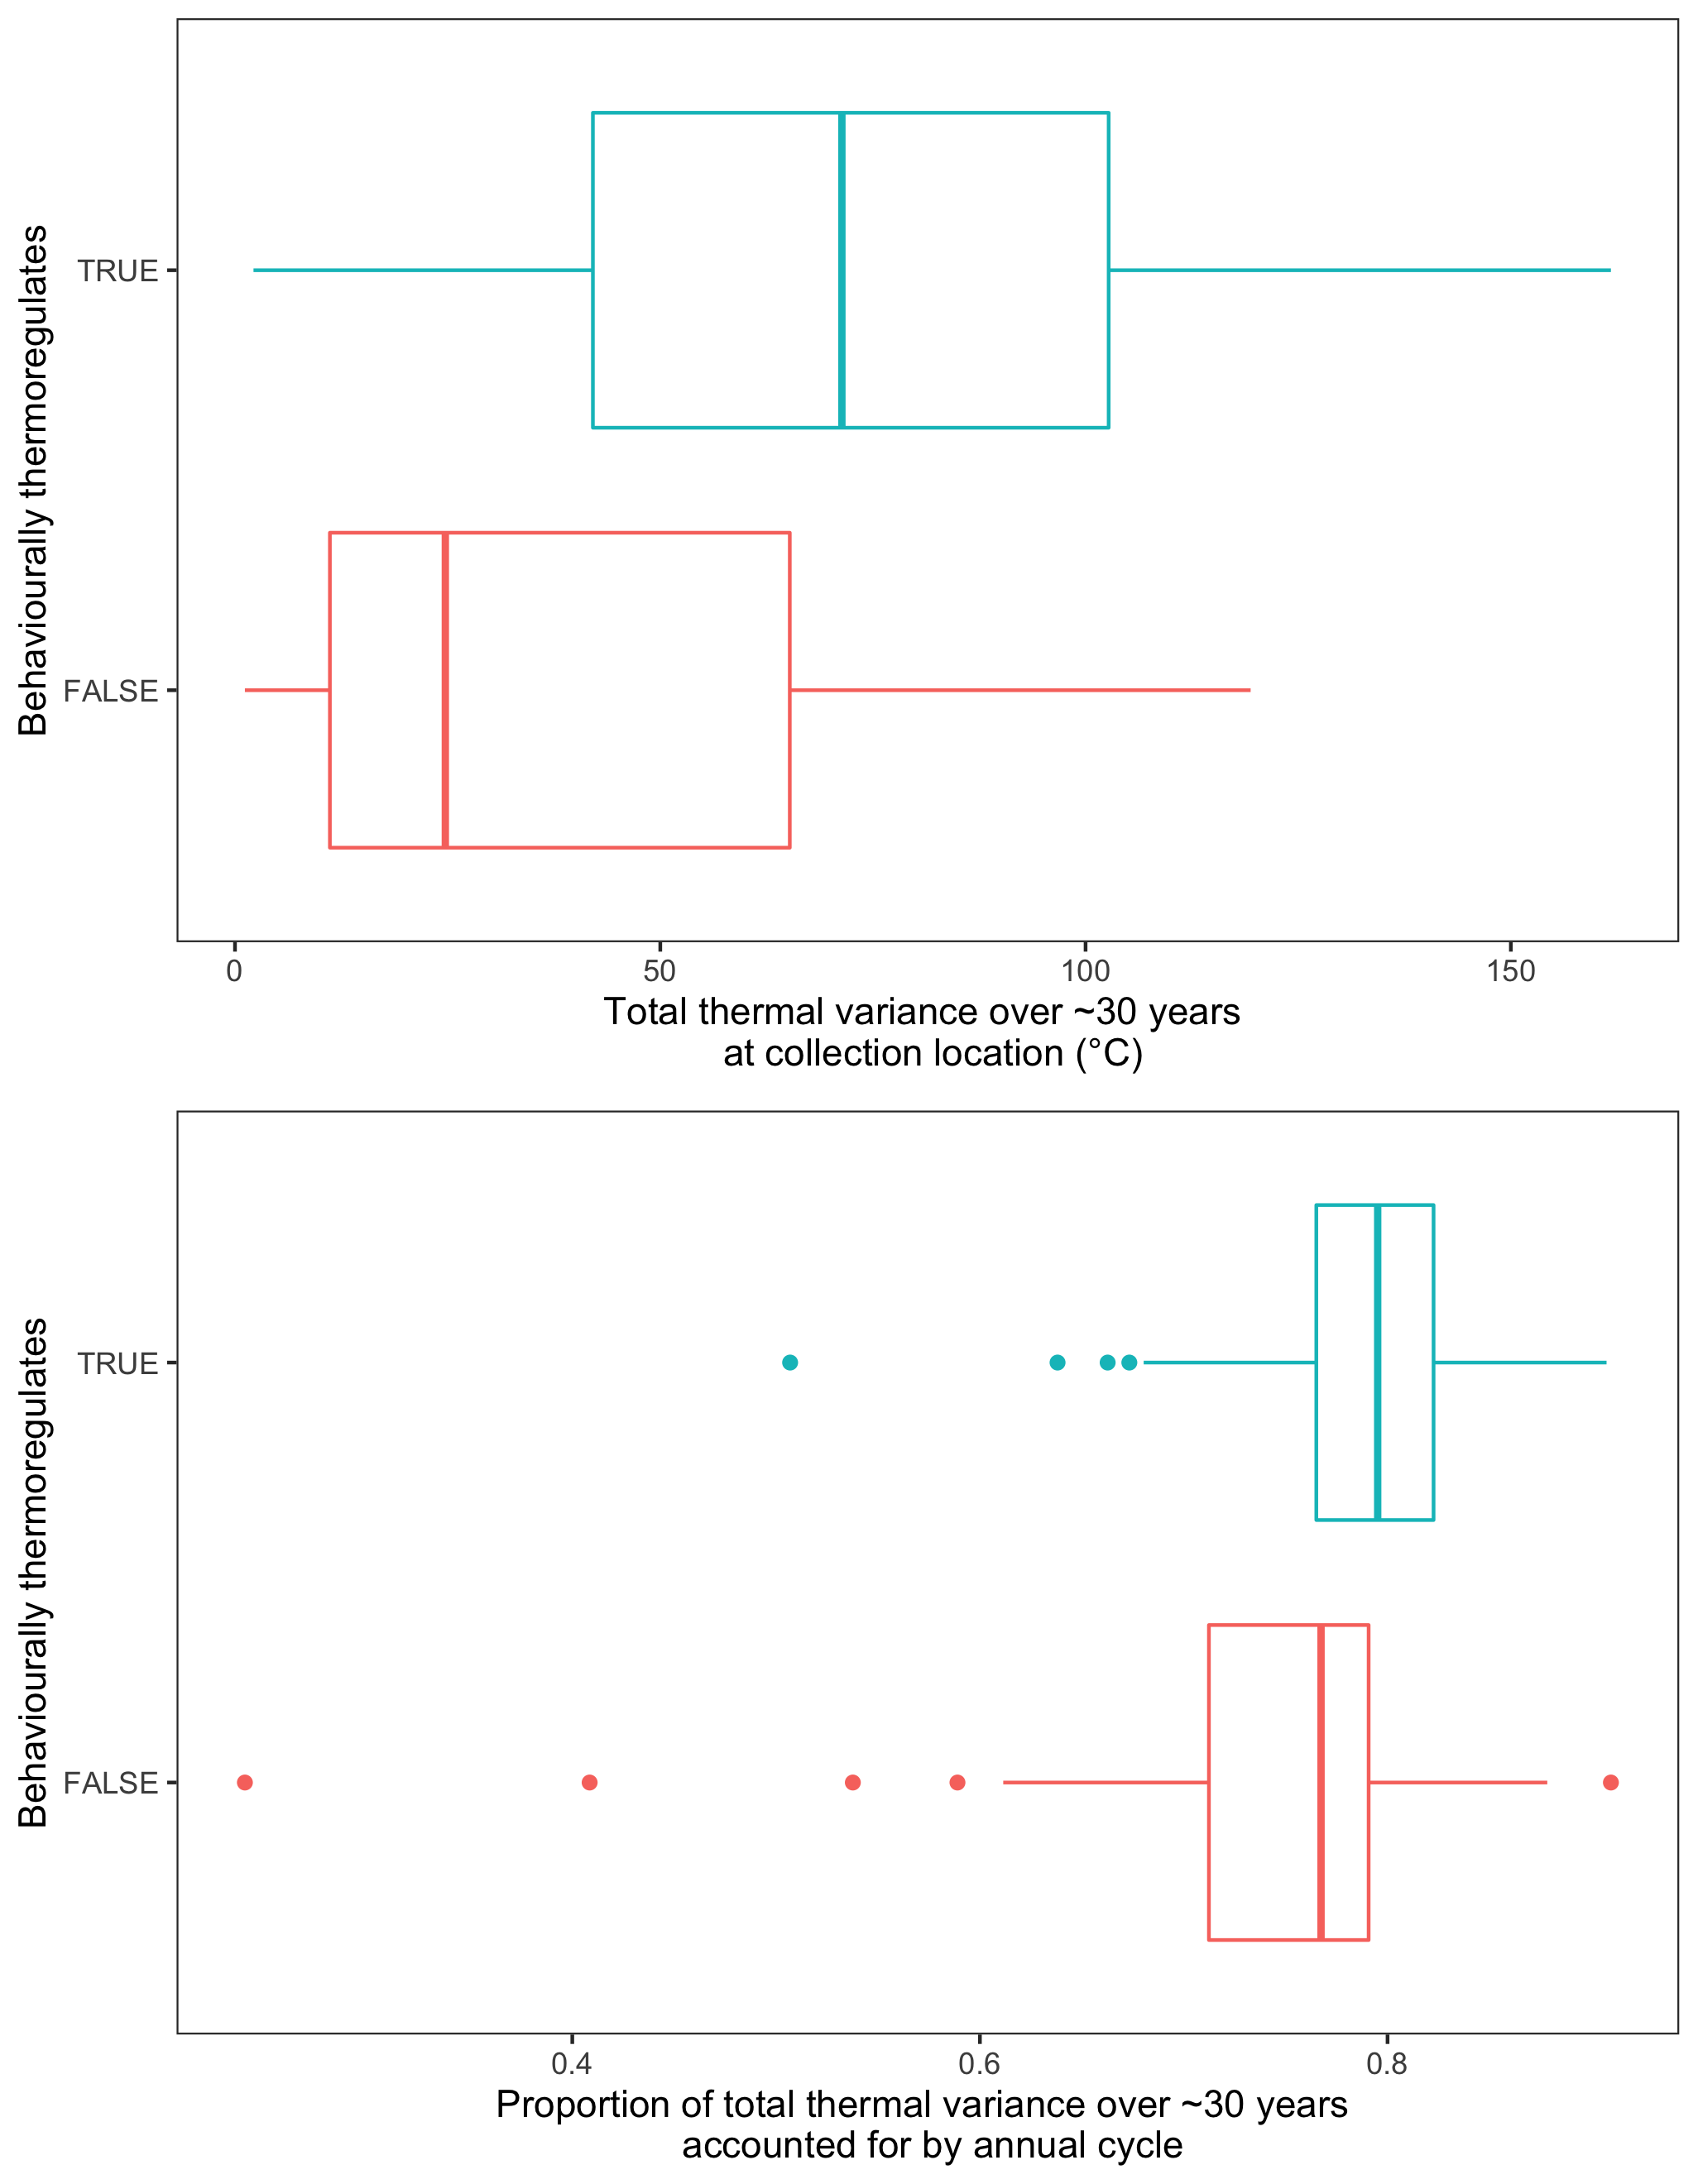 Behaviourally thermoregulates
TRUE
FALSE
0 50 100 150
Total thermal variance over ~30 years
at collection location (°C)
Behaviourally thermoregulates
TRUE
FALSE
0.4 0.6 0.8
Proportion of total thermal variance over ~30 years
accounted for by annual cycle